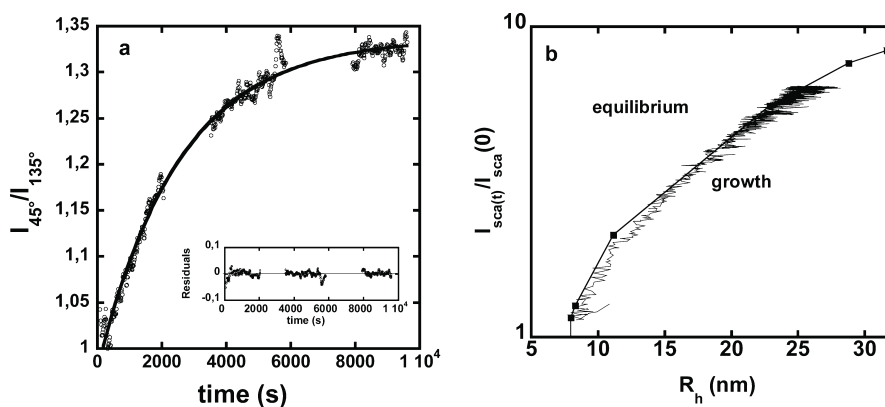 a
1,35
1,3
1,25
1,2
1,15
1,1
1,05
1
I45°/I135°
0 2000 4000 6000 8000 1 10⁴
time (s)
Residuals
0,1
0
-0,1
0 2000 4000 6000 8000 1 10⁴
time (s)
b
10
1
Isca(t)/Isca(0)
equilibrium
growth
5 10 15 20 25 30
Rh (nm)